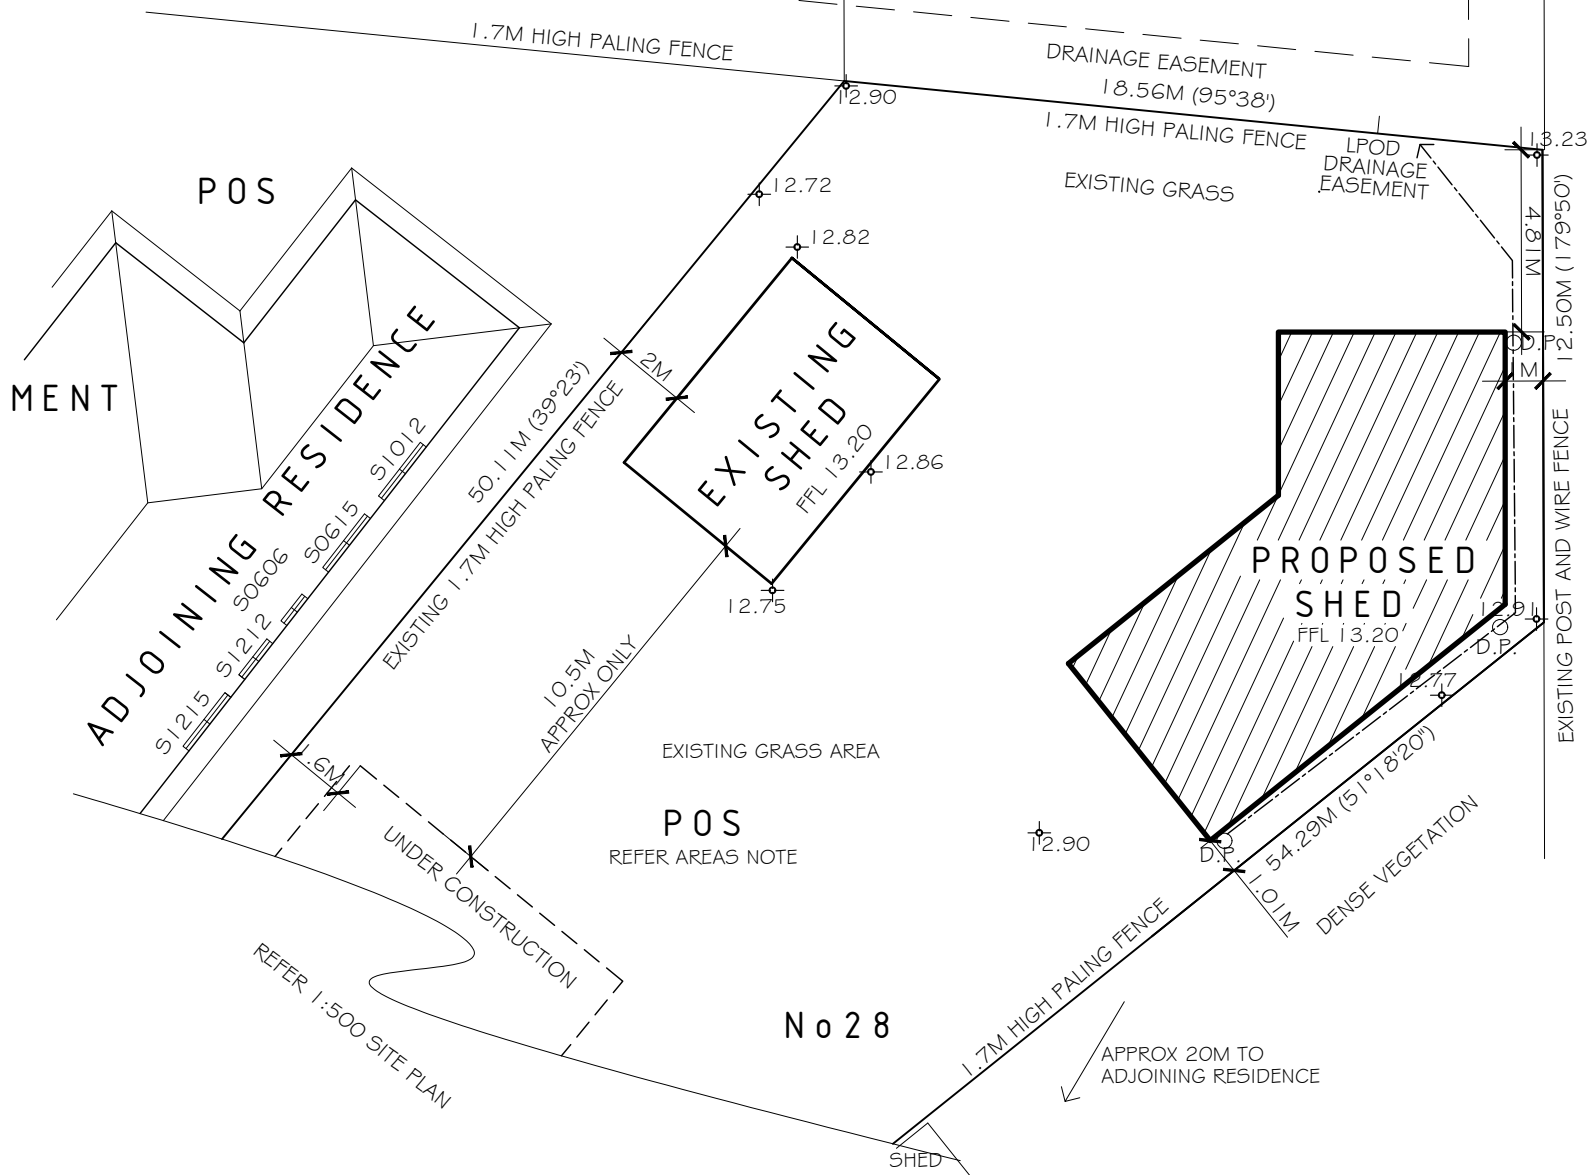 1.7M HIGH PALING FENCE
DRAINAGE EASEMENT
18.56M (95°38')
1.7M HIGH PALING FENCE
12.90
13.23
LPOD
DRAINAGE
EASEMENT
EXISTING GRASS
POS
12.72
12.82
4.81M
12.50M (179°50')
D.P.
M
MENT
ADJOINING RESIDENCE
S1012
S0615
S0606
S1212
S1215
2M
50.11M (39°23')
EXISTING 1.7M HIGH PALING FENCE
EXISTING
SHED
FFL 13.20
12.86
12.75
PROPOSED
SHED
FFL 13.20
12.91
D.P.
12.77
EXISTING POST AND WIRE FENCE
10.5M
APPROX ONLY
EXISTING GRASS AREA
.6M
POS
REFER AREAS NOTE
12.90
D.P.
54.29M (51°18'20")
1.01M
DENSE VEGETATION
UNDER CONSTRUCTION
REFER 1:500 SITE PLAN
No28
1.7M HIGH PALING FENCE
APPROX 20M TO
ADJOINING RESIDENCE
SHED